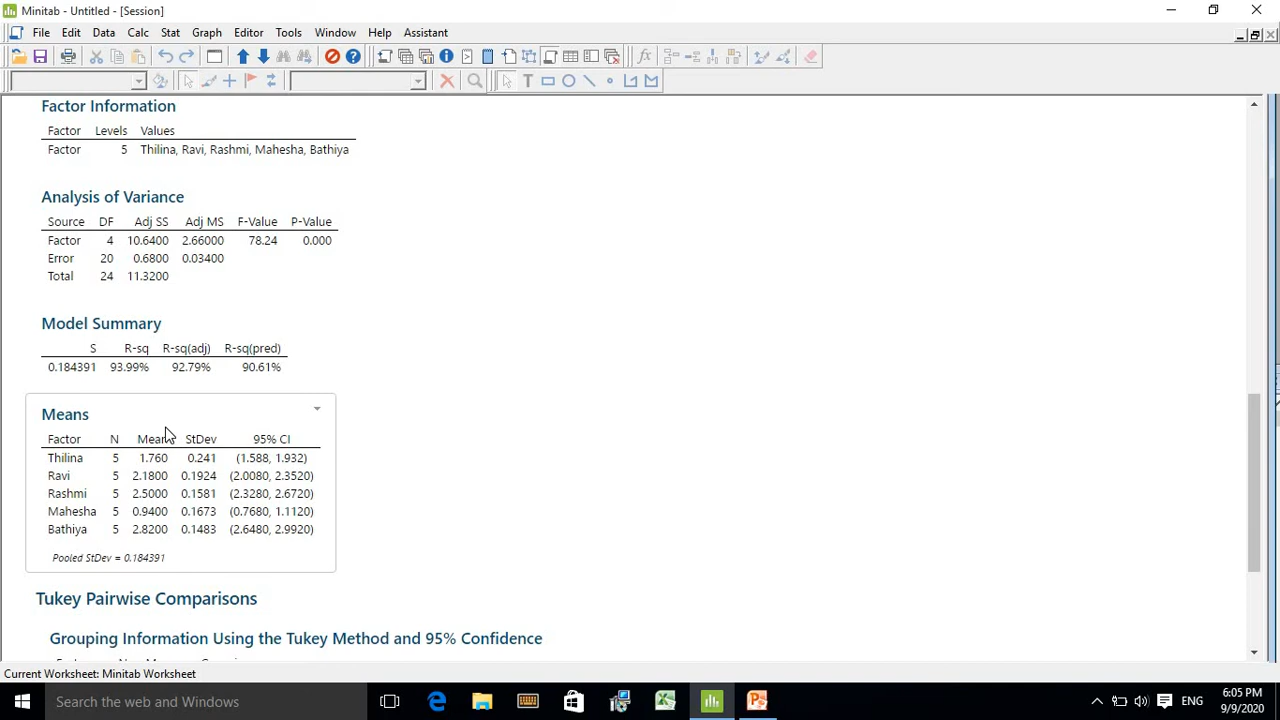 Minitab - Untitled - [Session]
File Edit Data Calc Stat Graph Editor Tools Window Help Assistant
Factor Information
Factor Levels Values
Factor 5 Thilina, Ravi, Rashmi, Mahesha, Bathiya
Analysis of Variance
Source DF Adj SS Adj MS F-Value P-Value
Factor 4 10.6400 2.66000 78.24 0.000
Error 20 0.6800 0.03400
Total 24 11.3200
Model Summary
S R-sq R-sq(adj) R-sq(pred)
0.184391 93.99% 92.79% 90.61%
Means
Factor N Mean StDev 95% CI
Thilina 5 1.760 0.241 (1.588, 1.932)
Ravi 5 2.1800 0.1924 (2.0080, 2.3520)
Rashmi 5 2.5000 0.1581 (2.3280, 2.6720)
Mahesha 5 0.9400 0.1673 (0.7680, 1.1120)
Bathiya 5 2.8200 0.1483 (2.6480, 2.9920)
Pooled StDev = 0.184391
Tukey Pairwise Comparisons
Grouping Information Using the Tukey Method and 95% Confidence
Current Worksheet: Minitab Worksheet
Search the web and Windows
ENG
6:05 PM
9/9/2020